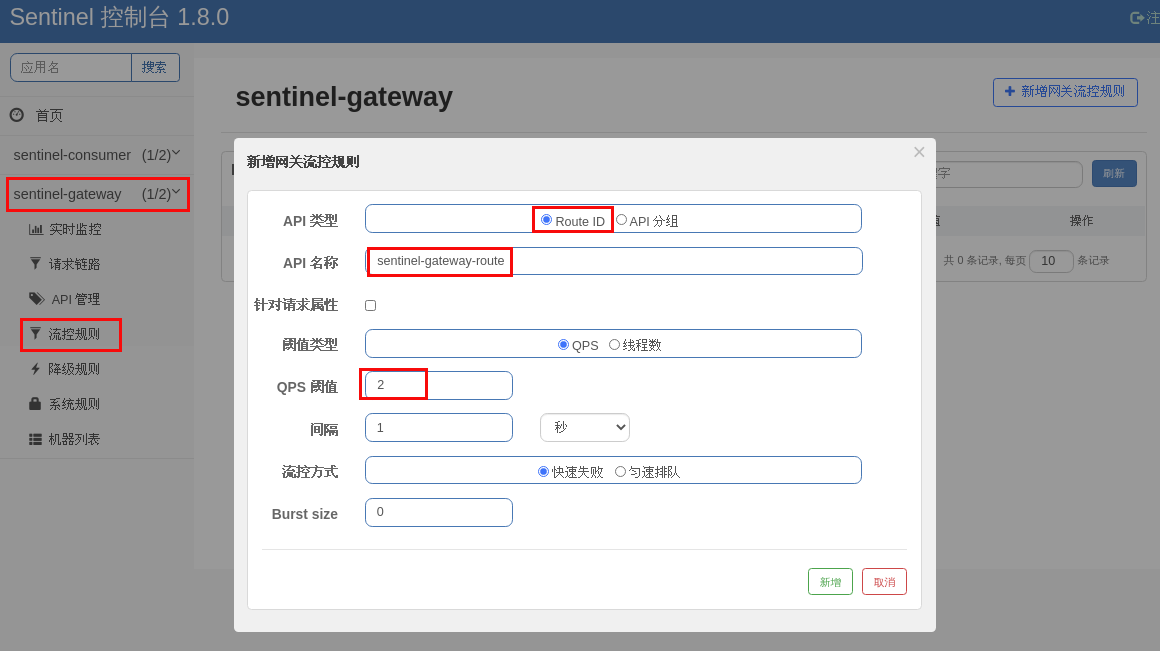 Sentinel 控制台 1.8.0
注
应用名 搜索
首页
sentinel-consumer (1/2)
sentinel-gateway (1/2)
实时监控
请求链路
API 管理
流控规则
降级规则
系统规则
机器列表
sentinel-gateway
新增网关流控规则
字 刷新
值 操作
共 0 条记录, 每页 10 条记录
新增网关流控规则 ×
API 类型 Route ID API 分组
API 名称 sentinel-gateway-route
针对请求属性
阈值类型 QPS 线程数
QPS 阈值 2
间隔 1 秒
流控方式 快速失败 匀速排队
Burst size 0
新增 取消